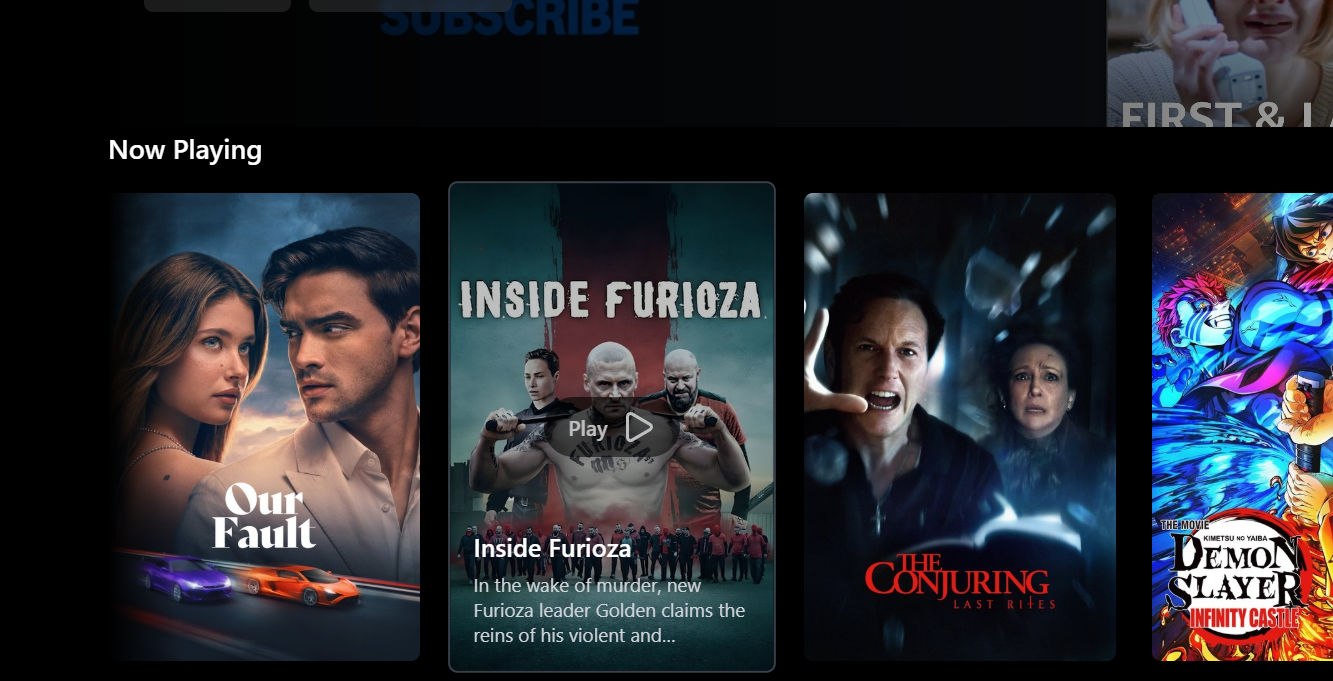 SUBSCRIBE
FIRST & LA
Now Playing
Our
Fault
INSIDE FURIOZA
Play
FURIOZA
Inside Furioza
In the wake of murder, new
Furioza leader Golden claims the
reins of his violent and...
THE
CONJURING
LAST RITES
THE MOVIE
KIMETSU NO YAIBA
DEMON
SLAYER
INFINITY CASTLE